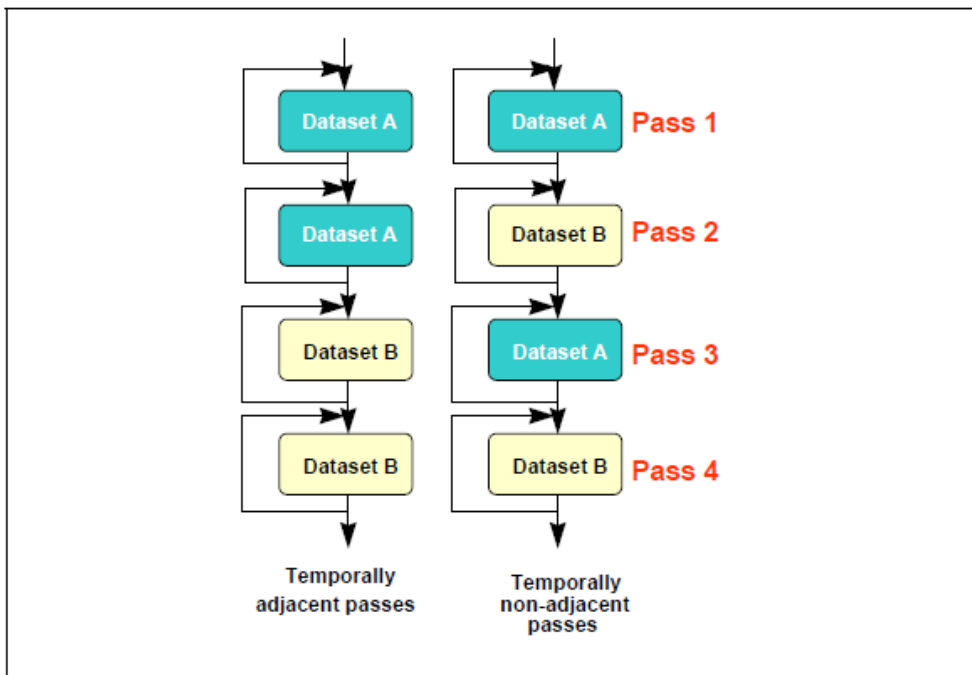 Dataset A
Dataset A
Pass 1
Dataset A
Dataset B
Pass 2
Dataset B
Dataset A
Pass 3
Dataset B
Dataset B
Pass 4
Temporally
adjacent passes
Temporally
non-adjacent
passes